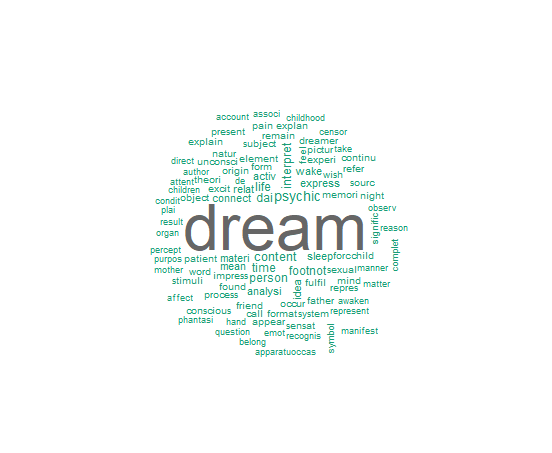 account associ childhood
present pain explan censor
explain subject remain dreamer
natur element interpret feel pictur take
direct unconsci form experi continu
author theori origin activ wake wish refer
attent de life express sourc
children excit relat psychic memori night
condit object connect dai
plai observ
result dream signific reason
organ
percept content sleep forc child complet
purpos patient materi time footnot sexual manner
mother word mean person idea fulfil mind matter
stimuli impress analysi repres
affect found process occur father awaken
conscious friend call format system represent
phantasi hand appear sensat
question emot recognis symbol manifest
belong
apparatu occas